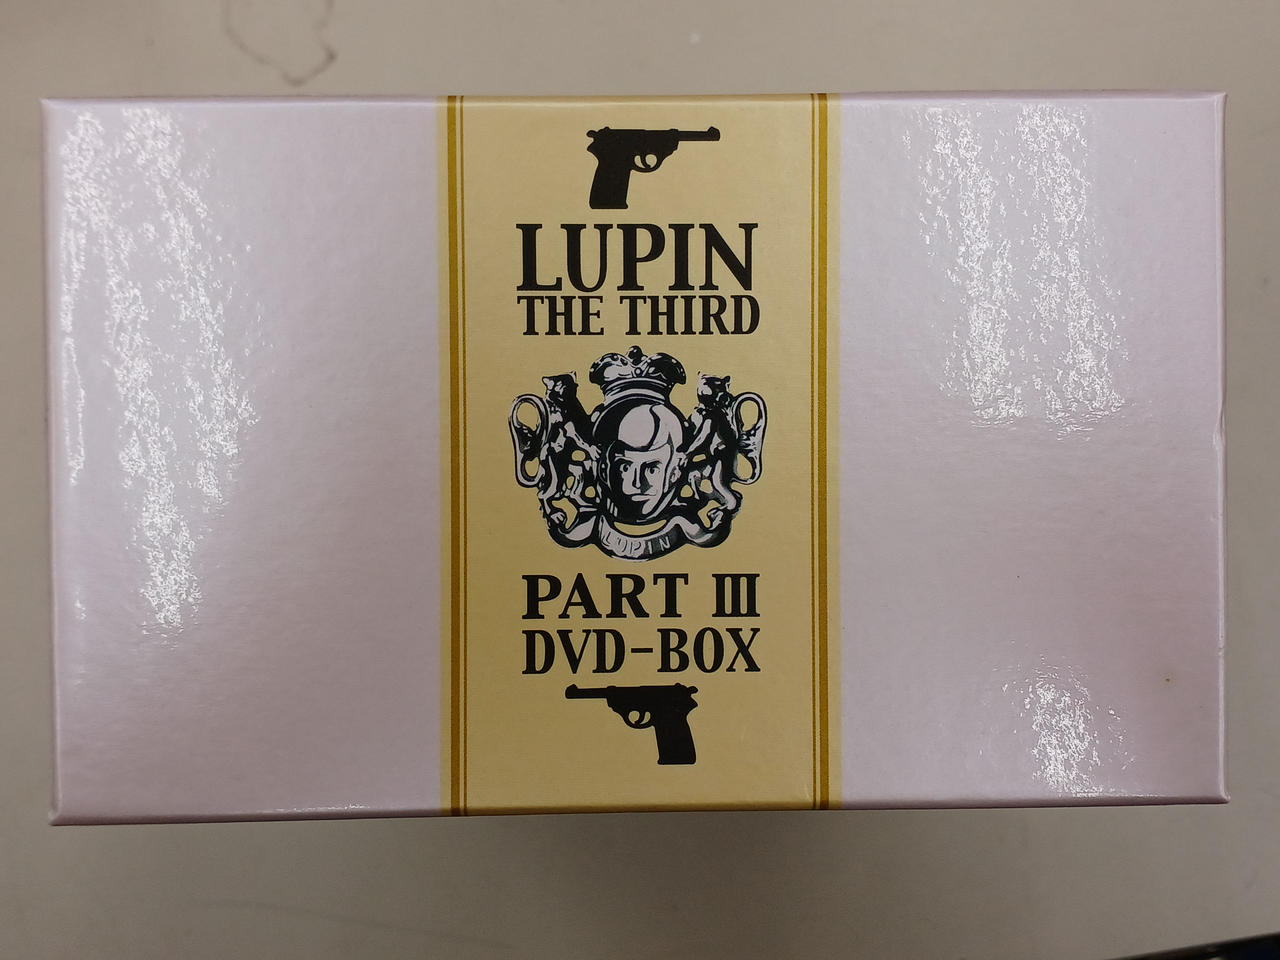 LUPIN
THE THIRD
LUPIN
PART III
DVD-BOX